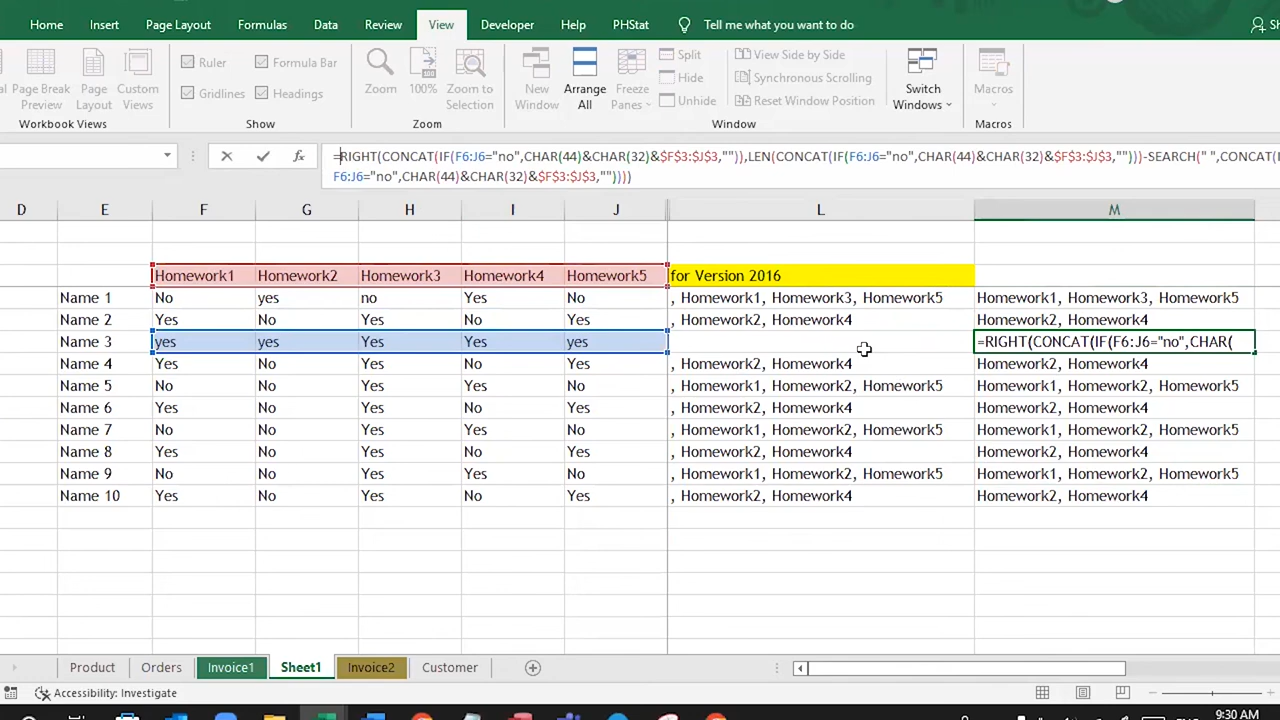 Home Insert Page Layout Formulas Data Review View Developer Help PHStat Tell me what you want to do
Ruler Formula Bar Split View Side by Side
Gridlines Headings Hide Synchronous Scrolling
Unhide Reset Window Position
Page Break Preview Page Layout Custom Views Zoom 100% Zoom to Selection New Window Arrange All Freeze Panes Switch Windows Macros
Workbook Views Show Zoom Window Macros
=RIGHT(CONCAT(IF(F6:J6="no",CHAR(44)&CHAR(32)&$F$3:$J$3,"")),LEN(CONCAT(IF(F6:J6="no",CHAR(44)&CHAR(32)&$F$3:$J$3,"")))-SEARCH(" ",CONCAT(I
F6:J6="no",CHAR(44)&CHAR(32)&$F$3:$J$3,""))))
D E F G H I J L M
Homework1 Homework2 Homework3 Homework4 Homework5 for Version 2016
Name 1 No yes no Yes No , Homework1, Homework3, Homework5 Homework1, Homework3, Homework5
Name 2 Yes No Yes No Yes , Homework2, Homework4 Homework2, Homework4
Name 3 yes yes Yes Yes yes =RIGHT(CONCAT(IF(F6:J6="no",CHAR(
Name 4 Yes No Yes No Yes , Homework2, Homework4 Homework2, Homework4
Name 5 No No Yes Yes No , Homework1, Homework2, Homework5 Homework1, Homework2, Homework5
Name 6 Yes No Yes No Yes , Homework2, Homework4 Homework2, Homework4
Name 7 No No Yes Yes No , Homework1, Homework2, Homework5 Homework1, Homework2, Homework5
Name 8 Yes No Yes No Yes , Homework2, Homework4 Homework2, Homework4
Name 9 No No Yes Yes No , Homework1, Homework2, Homework5 Homework1, Homework2, Homework5
Name 10 Yes No Yes No Yes , Homework2, Homework4 Homework2, Homework4
Product Orders Invoice1 Sheet1 Invoice2 Customer
Accessibility: Investigate
9:30 AM